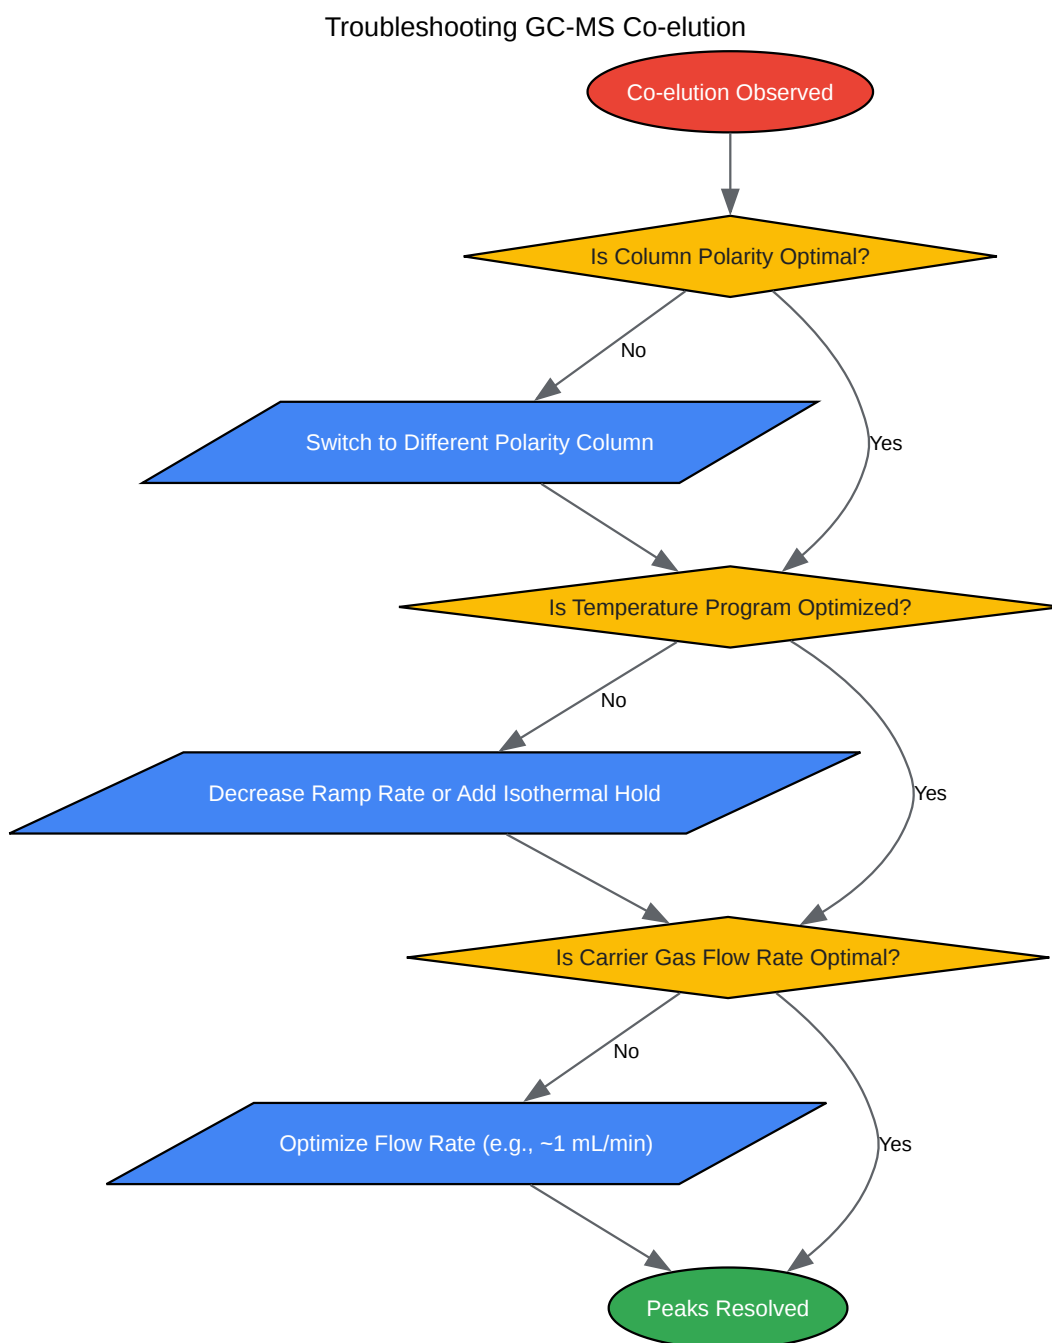 Troubleshooting GC-MS Co-elution
Co-elution Observed
Is Column Polarity Optimal?
No
Switch to Different Polarity Column
Yes
Is Temperature Program Optimized?
No
Decrease Ramp Rate or Add Isothermal Hold
Yes
Is Carrier Gas Flow Rate Optimal?
No
Optimize Flow Rate (e.g., ~1 mL/min)
Yes
Peaks Resolved